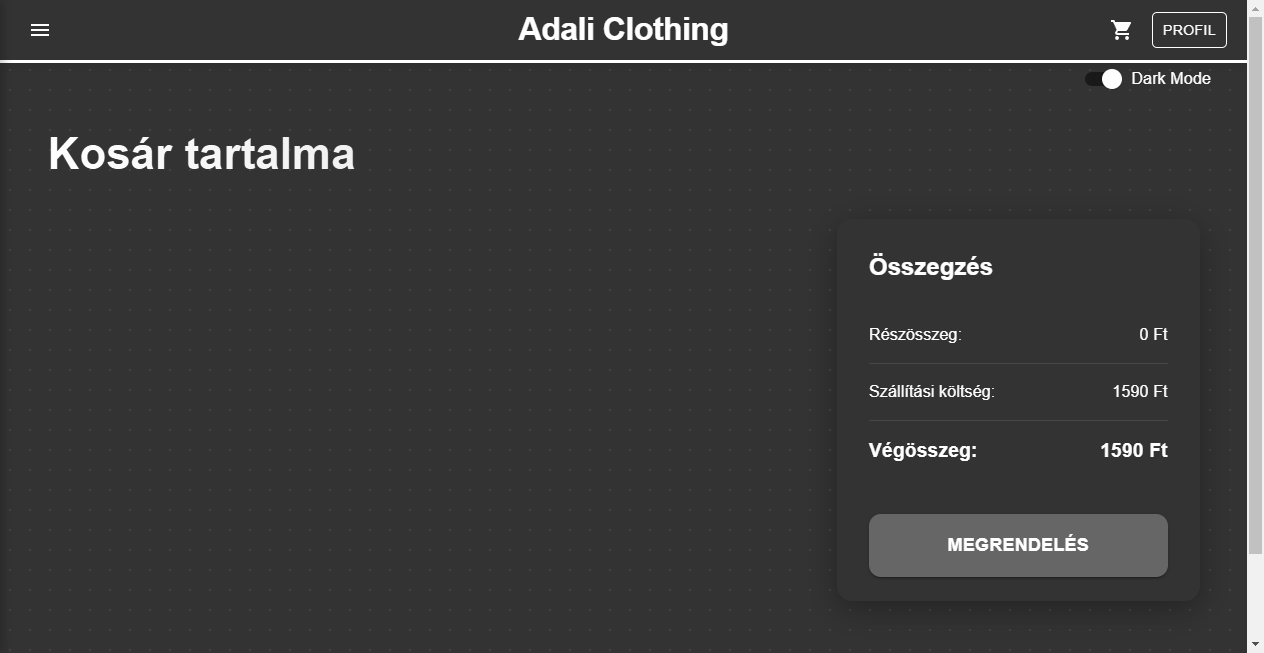 Adali Clothing
PROFIL
Dark Mode
Kosár tartalma
Összegzés
Részösszeg: 0 Ft
Szállítási költség: 1590 Ft
Végösszeg: 1590 Ft
MEGRENDELÉS